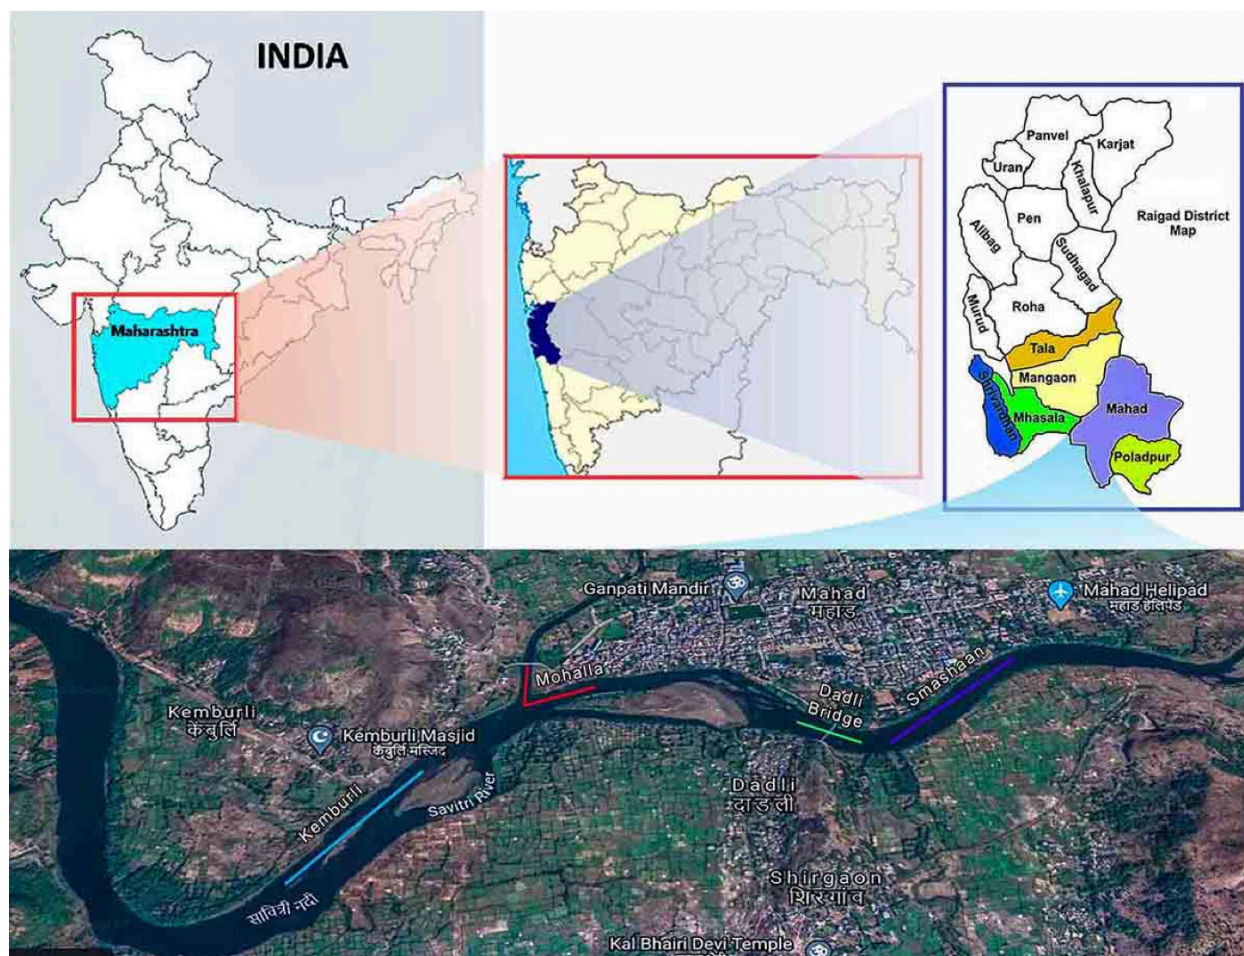 INDIA
Maharashtra
Panvel
Karjat
Uran
Khalapur
Pen
Alibag
Sudhagad
Raigad District
Map
Murud
Roha
Tala
Mangaon
Shrivardhan
Mhasala
Mahad
Poladpur
Ganpati Mandir
Mahad
महाड
Mahad Helipad
महाड हेलिपॅड
Mohalla
Smashaan
Dadli
Bridge
Kemburli
केंबुर्लि
Kemburli Masjid
केंबुर्लि मस्जिद
Kemburli
Savitri River
सावित्री नदी
Dadli
दाडली
Shirgaon
शिरगांव
Kal Bhairi Devi Temple